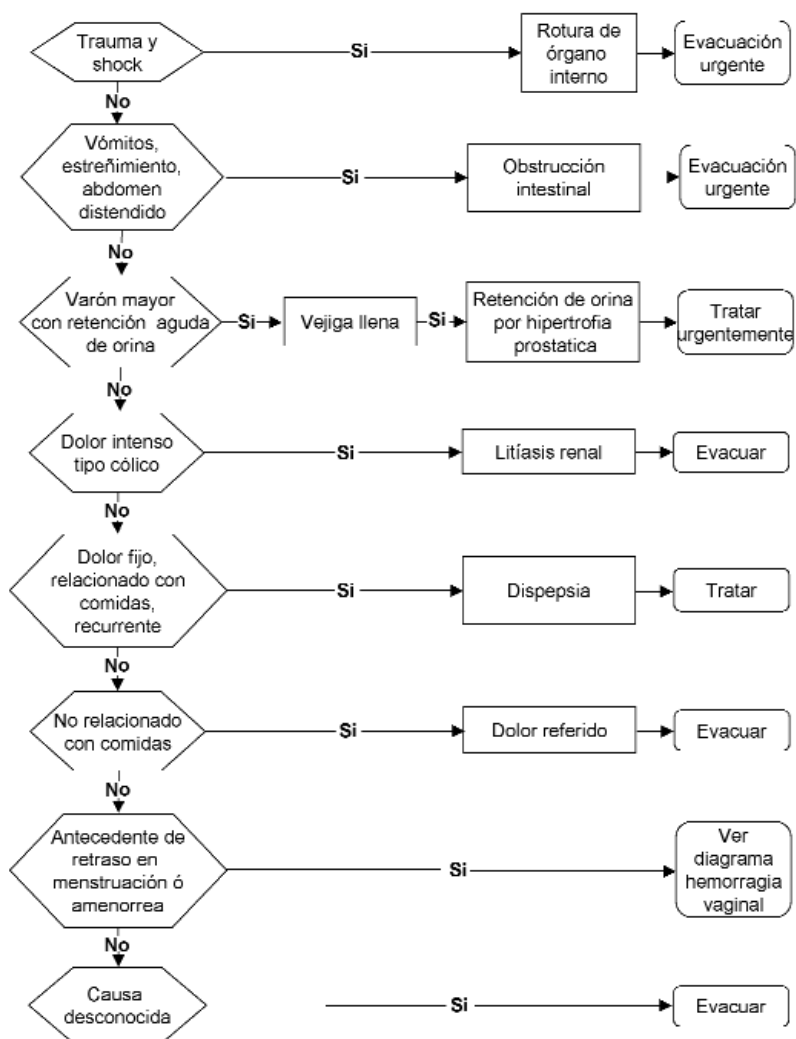 Trauma y
shock
Si
Rotura de
órgano
interno
Evacuación
urgente
No
Vómitos,
estreñimiento,
abdomen
distendido
Si
Obstrucción
intestinal
Evacuación
urgente
No
Varón mayor
con retención aguda
de orina
Si
Vejiga llena
Si
Retención de orina
por hipertrofia
prostatica
Tratar
urgentemente
No
Dolor intenso
tipo cólico
Si
Litíasis renal
Evacuar
No
Dolor fijo,
relacionado con
comidas,
recurrente
Si
Dispepsia
Tratar
No
No relacionado
con comidas
Si
Dolor referido
Evacuar
No
Antecedente de
retraso en
menstruación ó
amenorrea
Si
Ver
diagrama
hemorragia
vaginal
No
Causa
desconocida
Si
Evacuar